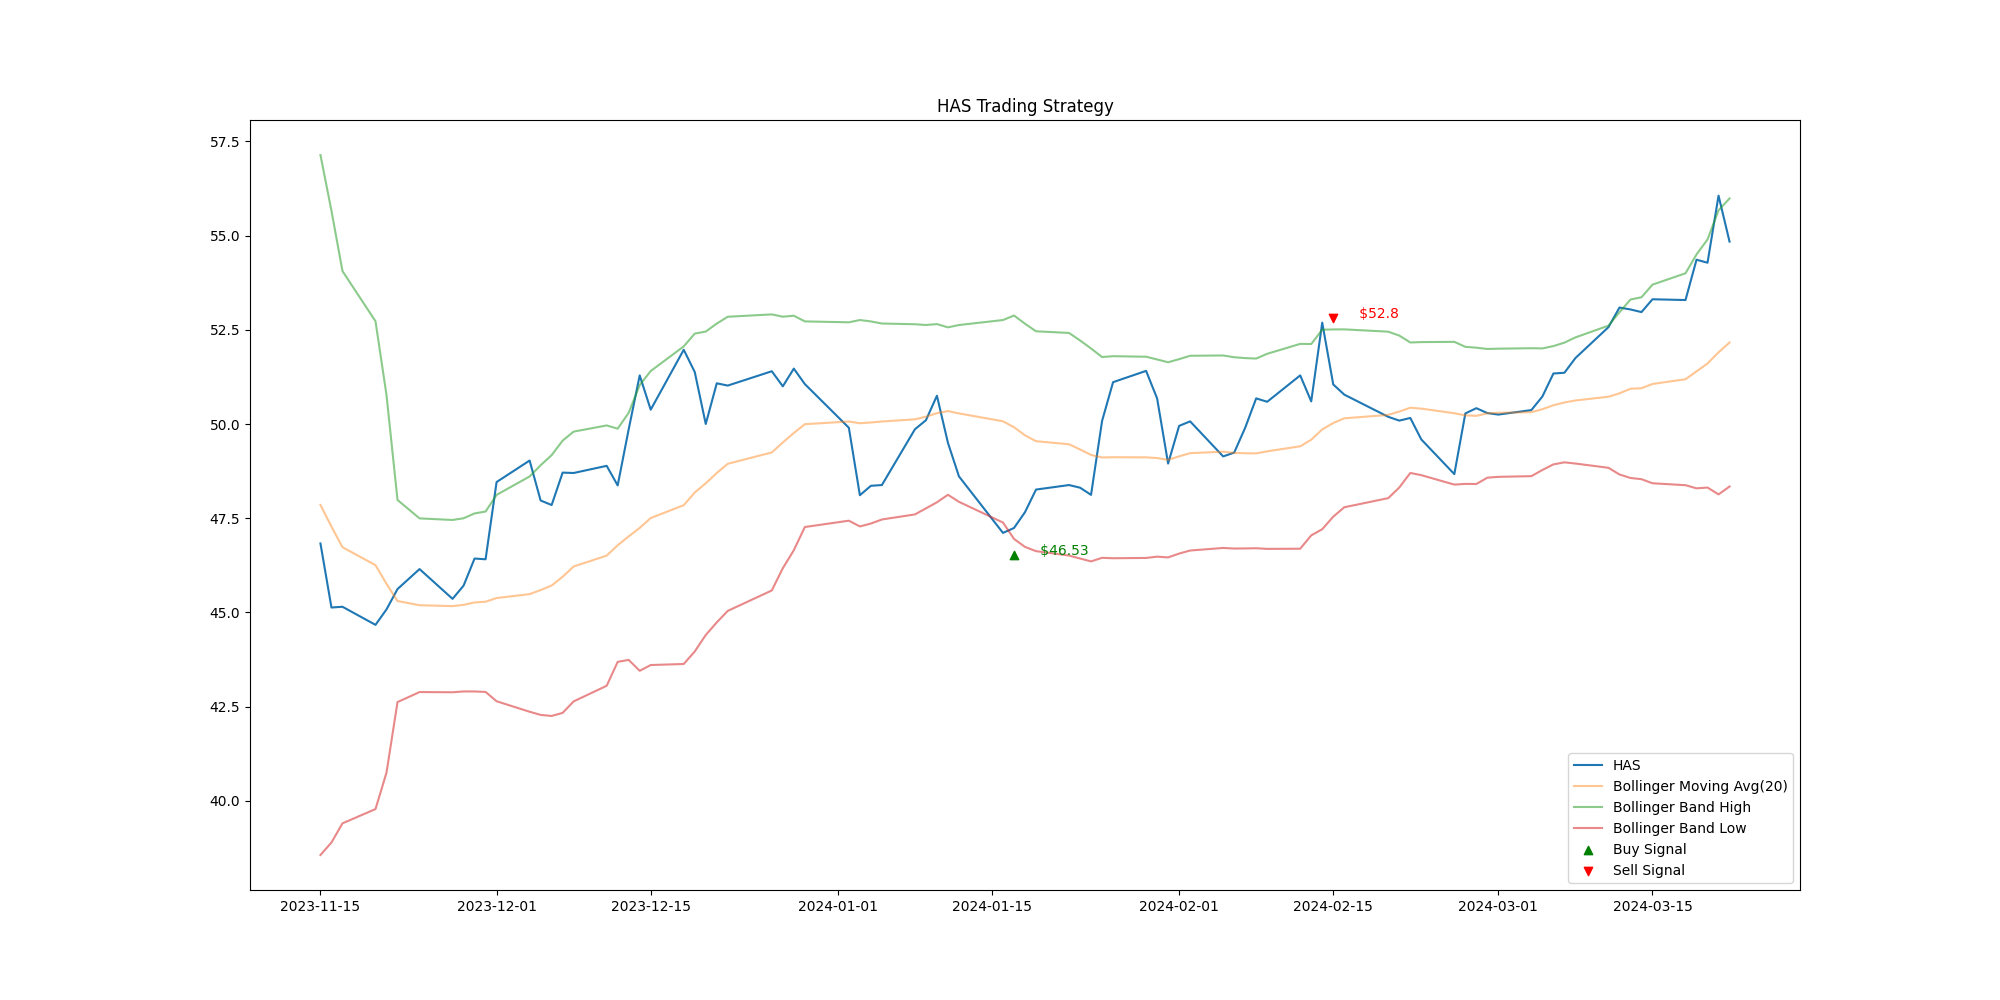 HAS Trading Strategy
57.5
55.0
52.5
50.0
47.5
45.0
42.5
40.0
$52.8
$46.53
HAS
Bollinger Moving Avg(20)
Bollinger Band High
Bollinger Band Low
Buy Signal
Sell Signal
2023-11-15 2023-12-01 2023-12-15 2024-01-01 2024-01-15 2024-02-01 2024-02-15 2024-03-01 2024-03-15